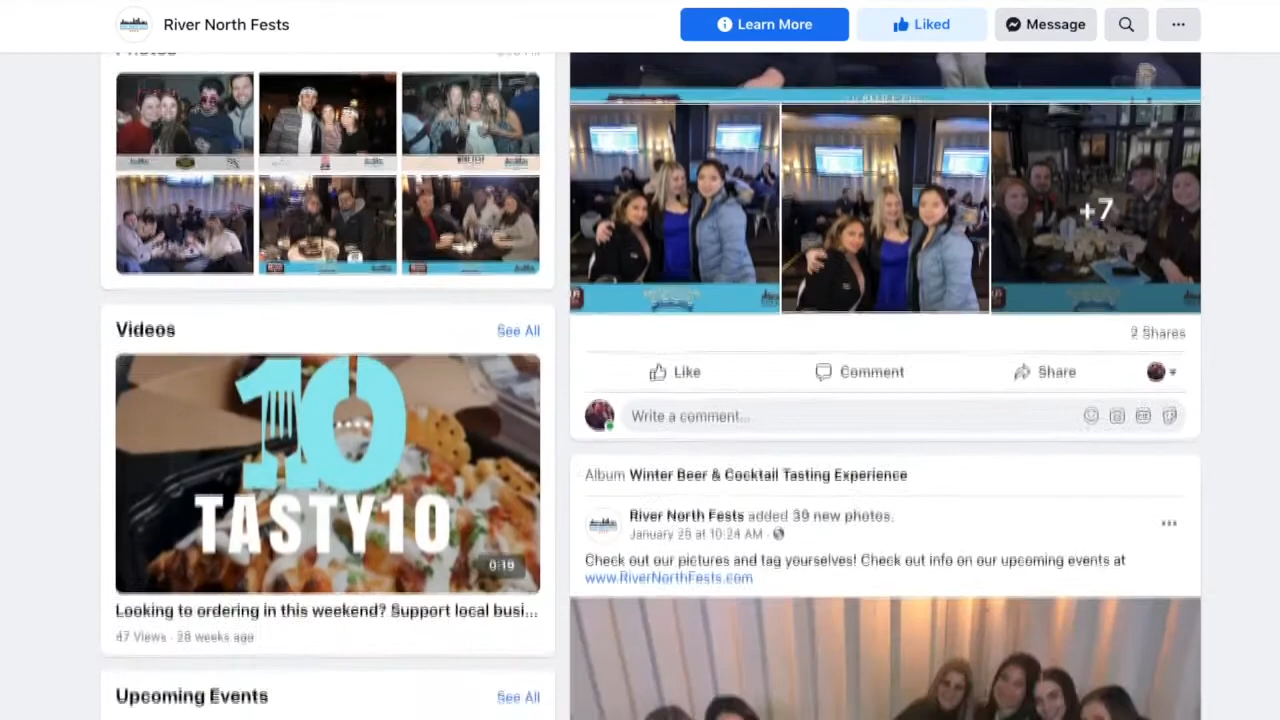 River North Fests
Learn More
Liked
Message
Photos
+7
Videos
See All
10
TASTY10
0:19
Looking to ordering in this weekend? Support local busi...
47 Views · 28 weeks ago
Upcoming Events
See All
2 Shares
Like
Comment
Share
Write a comment...
Album Winter Beer & Cocktail Tasting Experience
River North Fests added 39 new photos.
January 25 at 10:24 AM ·
Check out our pictures and tag yourselves! Check out info on our upcoming events at
www.RiverNorthFests.com